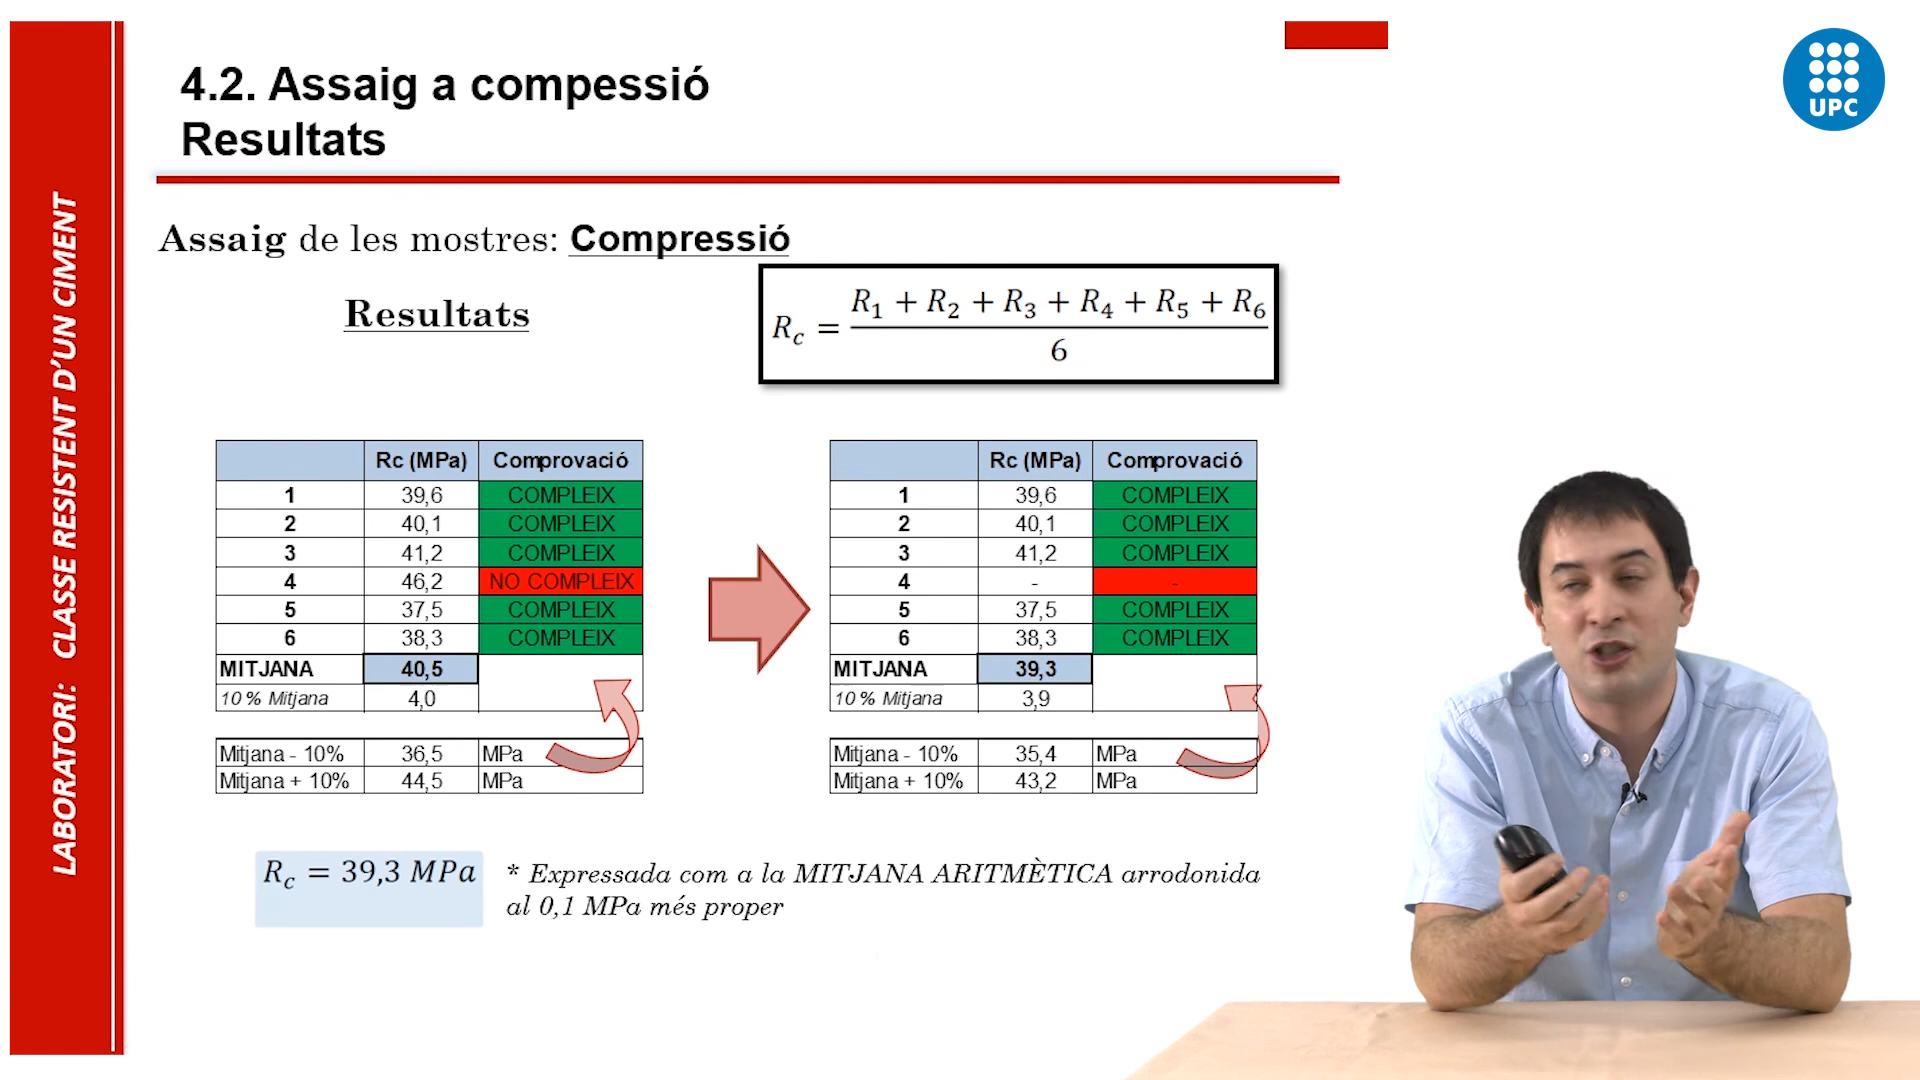 4.2. Assaig a compessió
Resultats
UPC
LABORATORI: CLASSE RESISTENT D'UN CIMENT
Assaig de les mostres: Compressió
Resultats
R_c = (R_1 + R_2 + R_3 + R_4 + R_5 + R_6) / 6
Rc (MPa) Comprovació
1 39,6 COMPLEIX
2 40,1 COMPLEIX
3 41,2 COMPLEIX
4 46,2 NO COMPLEIX
5 37,5 COMPLEIX
6 38,3 COMPLEIX
MITJANA 40,5
10 % Mitjana 4,0
Mitjana - 10% 36,5 MPa
Mitjana + 10% 44,5 MPa
Rc (MPa) Comprovació
1 39,6 COMPLEIX
2 40,1 COMPLEIX
3 41,2 COMPLEIX
4 - -
5 37,5 COMPLEIX
6 38,3 COMPLEIX
MITJANA 39,3
10 % Mitjana 3,9
Mitjana - 10% 35,4 MPa
Mitjana + 10% 43,2 MPa
R_c = 39,3 MPa
* Expressada com a la MITJANA ARITMÈTICA arrodonida
al 0,1 MPa més proper